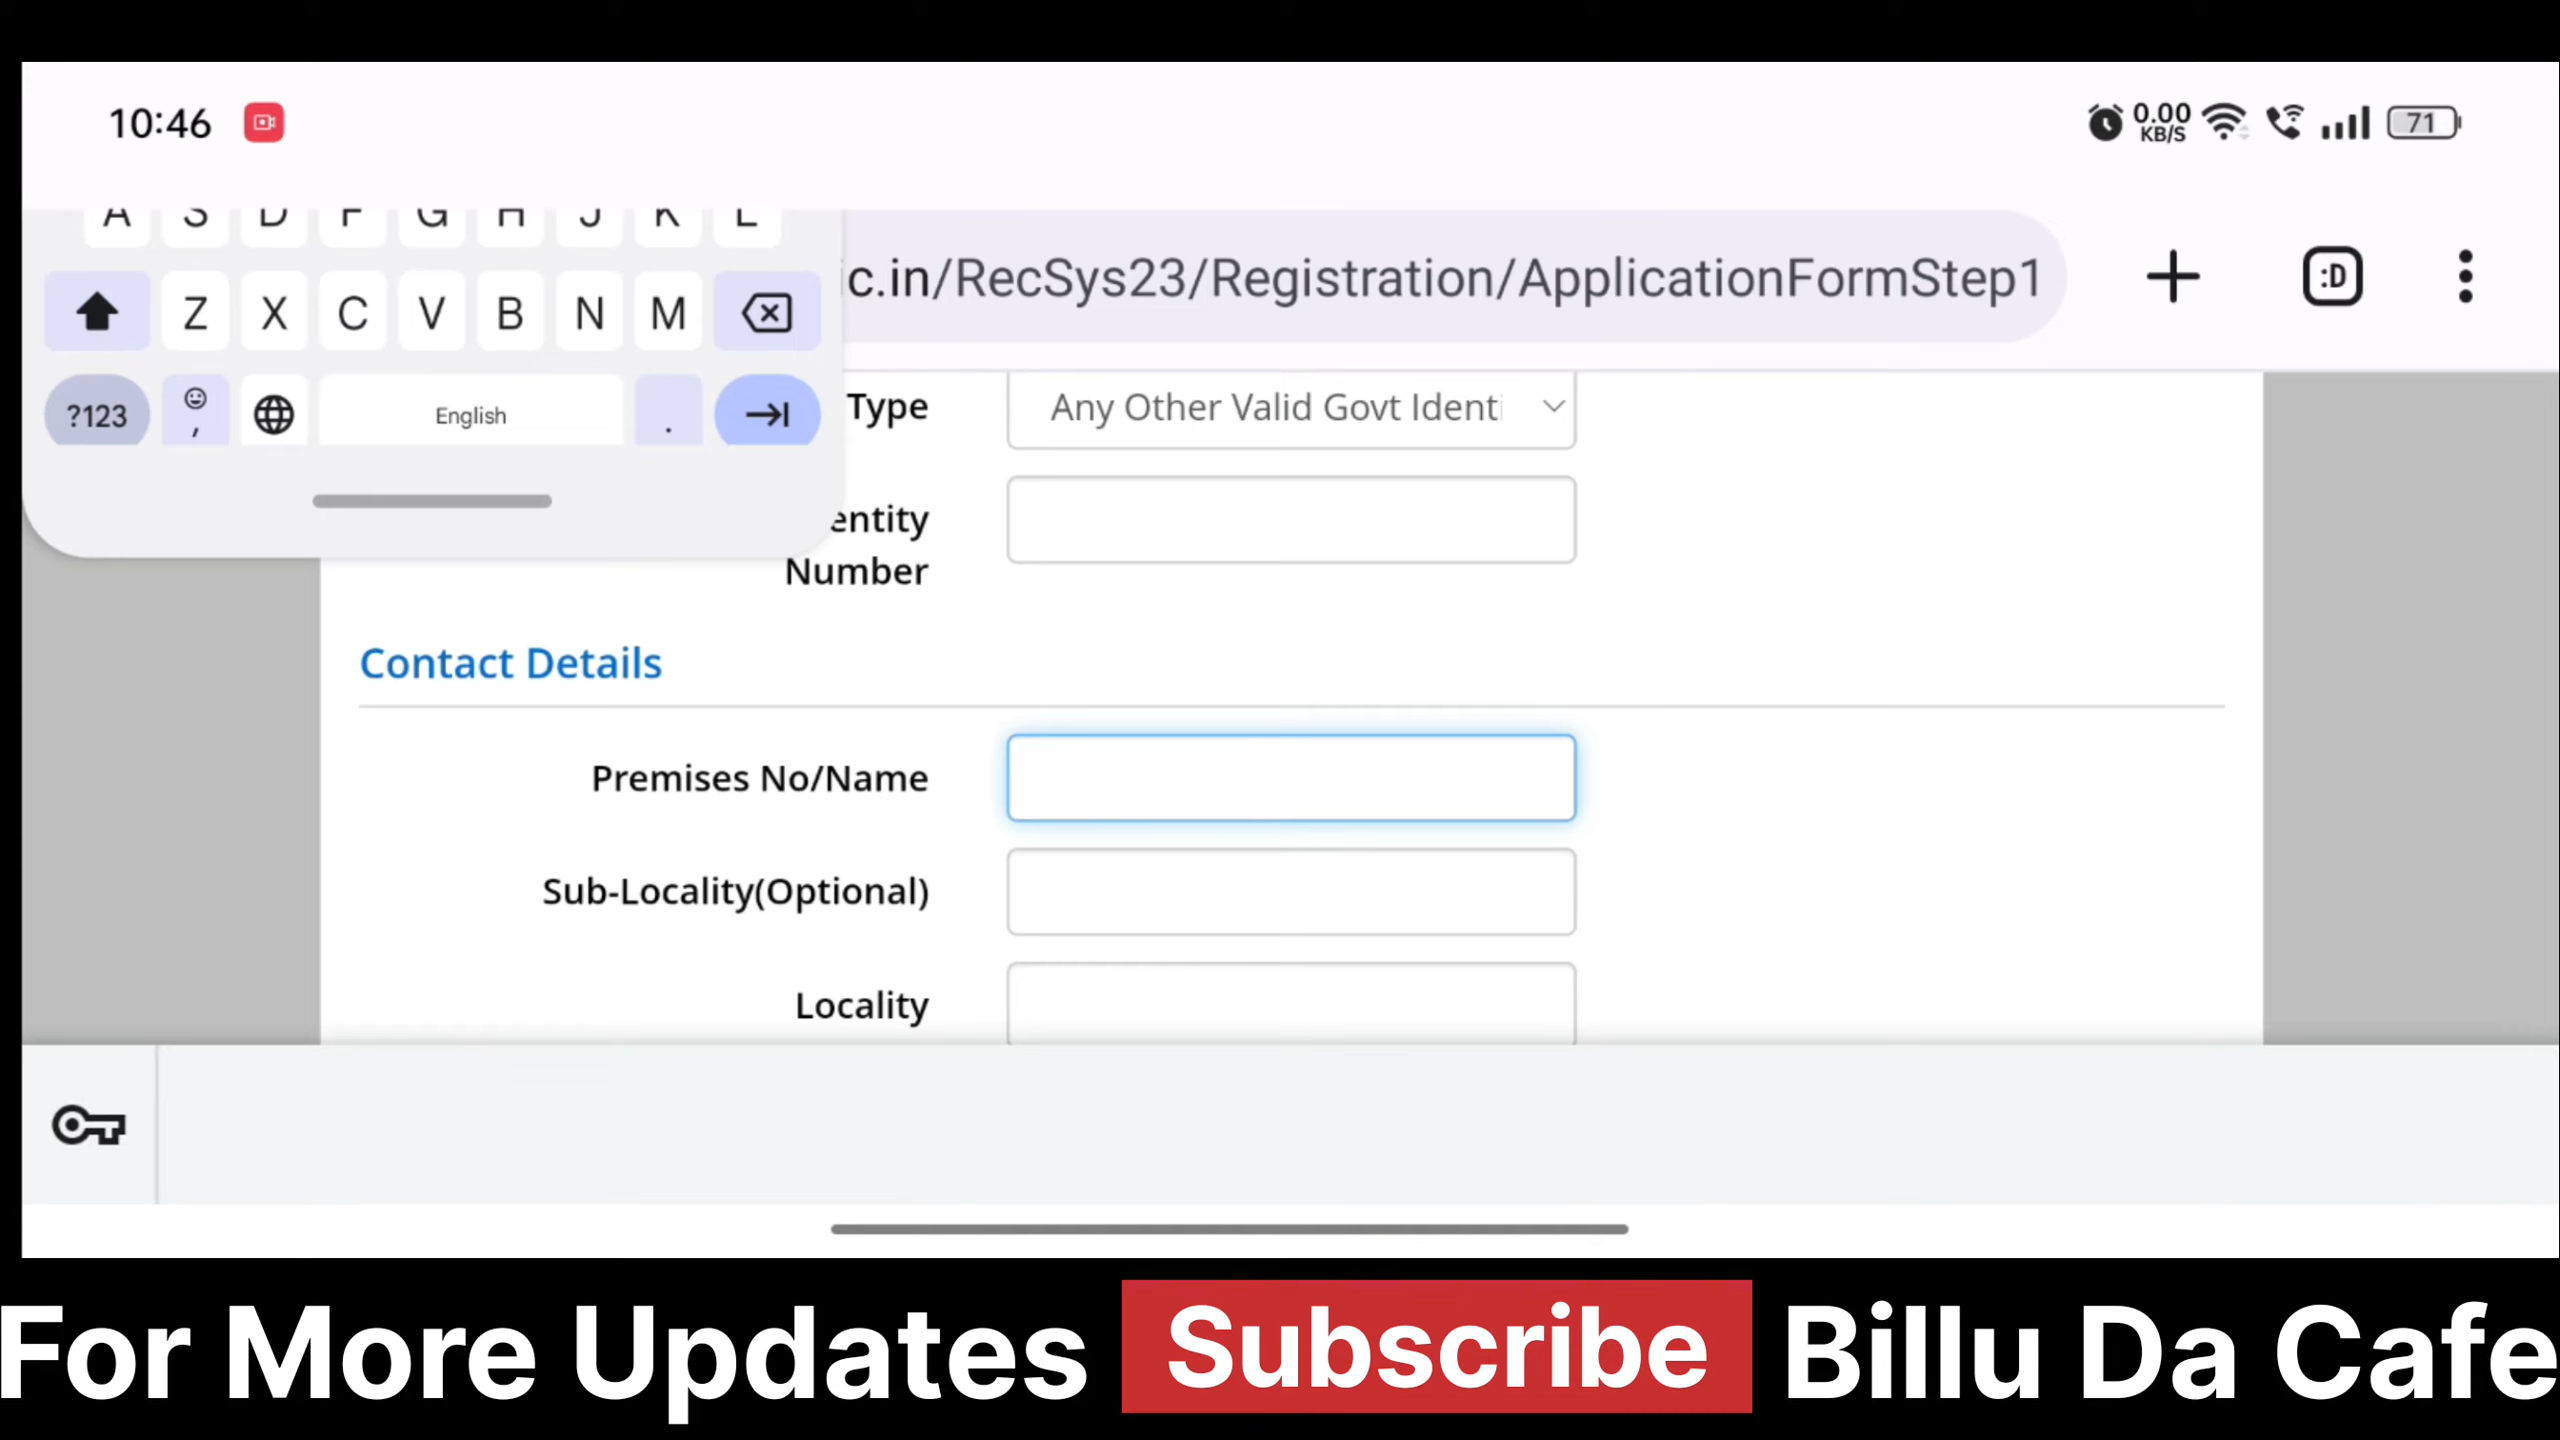 10:46
0.00
KB/S
71
A S D F G H J K L
Z X C V B N M
?123 , English .
c.in/RecSys23/Registration/ApplicationFormStep1
:D
Type
Any Other Valid Govt Identi
entity
Number
Contact Details
Premises No/Name
Sub-Locality(Optional)
Locality
For More Updates Subscribe Billu Da Cafe